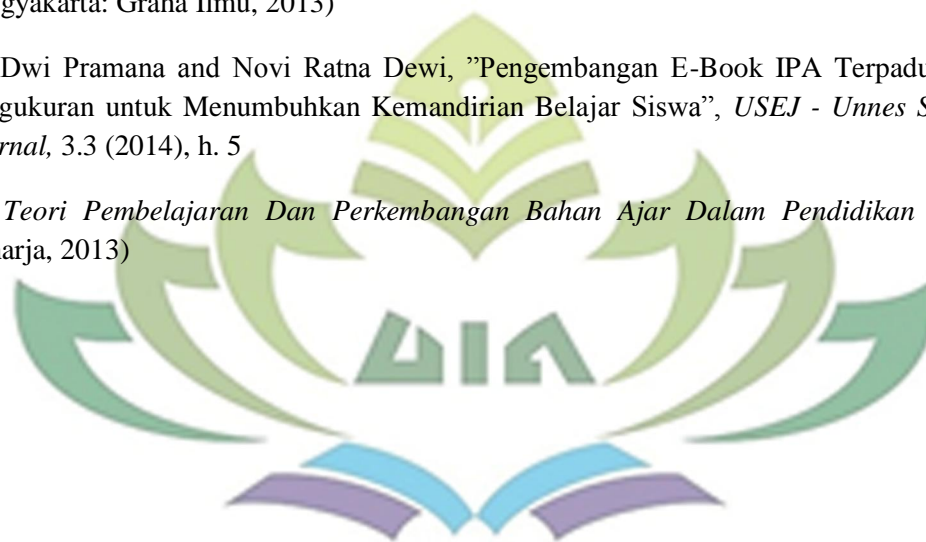 gyakarta: Graha Ilmu, 2013)
Dwi Pramana and Novi Ratna Dewi, ”Pengembangan E-Book IPA Terpadu
gukuran untuk Menumbuhkan Kemandirian Belajar Siswa”, USEJ - Unnes S
rnal, 3.3 (2014), h. 5
Teori Pembelajaran Dan Perkembangan Bahan Ajar Dalam Pendidikan
arja, 2013)
UIN